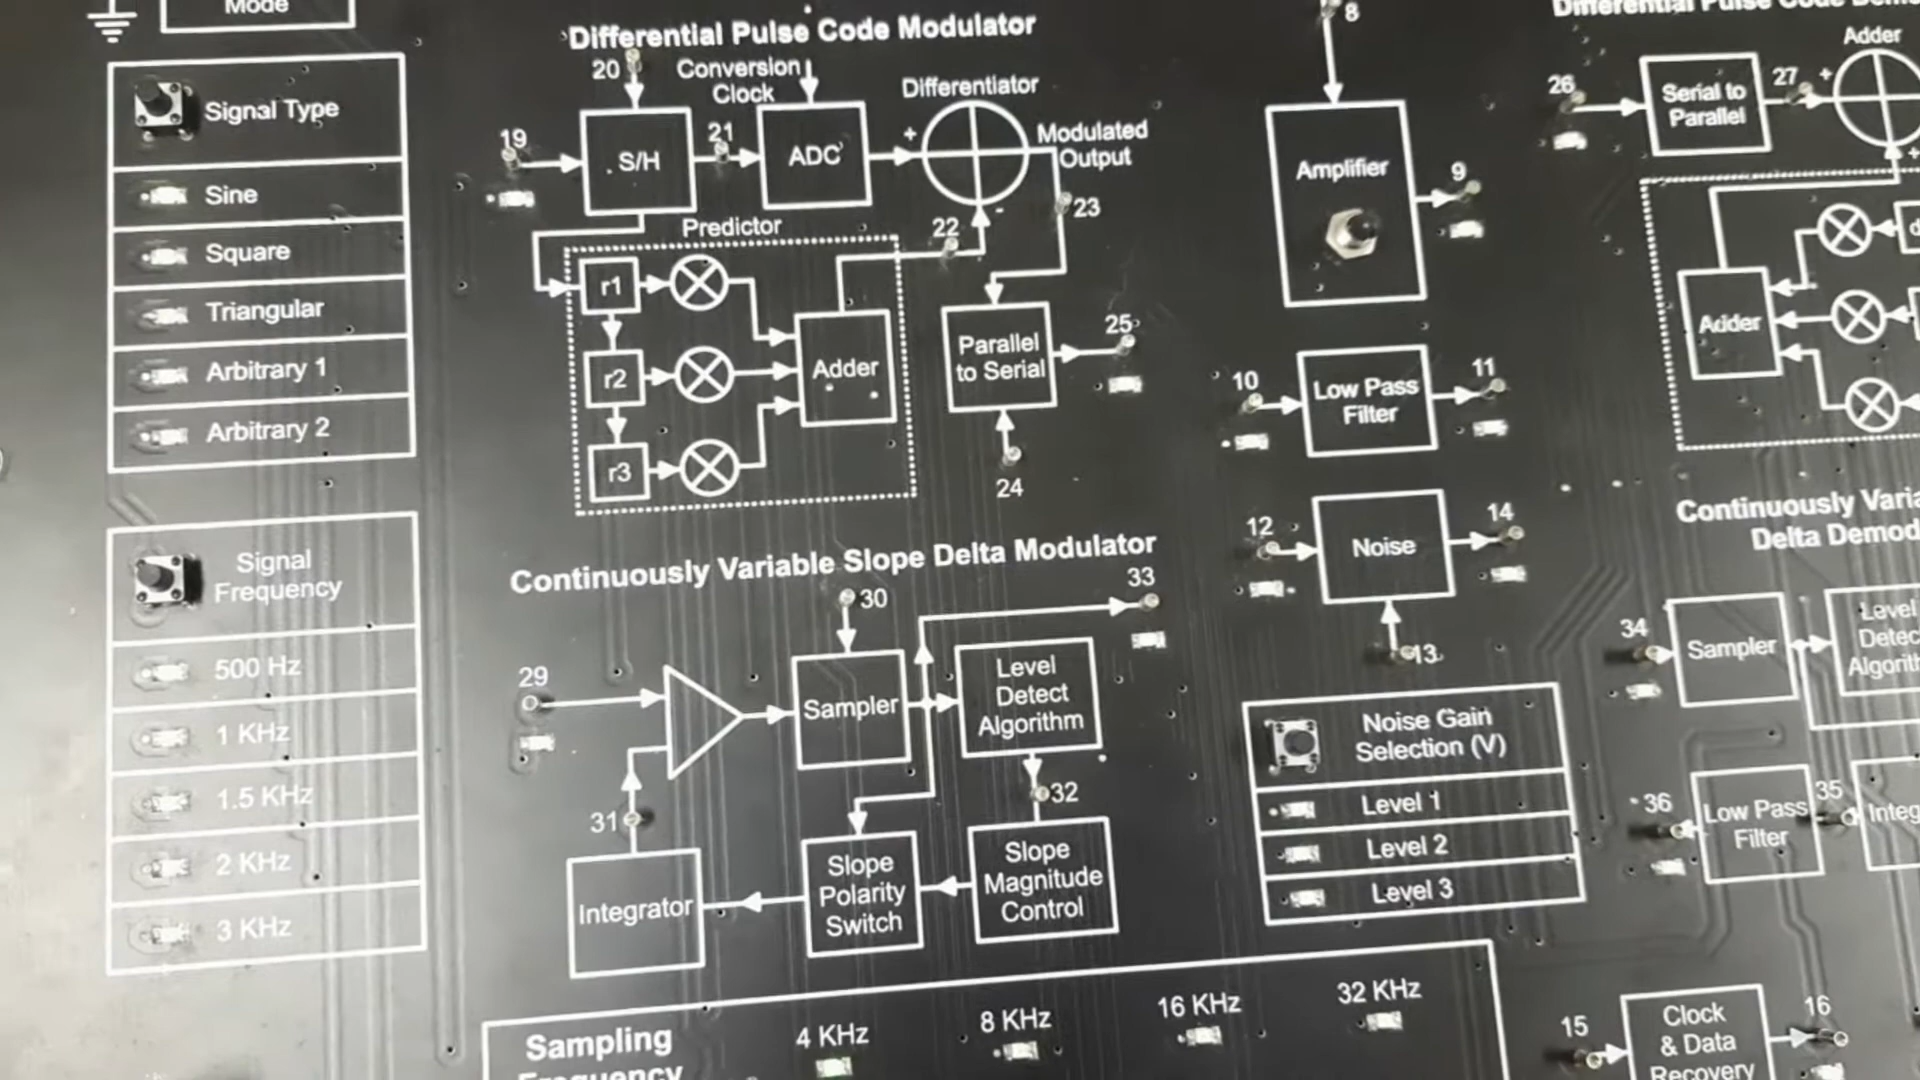 Mode
Signal Type
Sine
Square
Triangular
Arbitrary 1
Arbitrary 2
Signal
Frequency
500 Hz
1 KHz
1.5 KHz
2 KHz
3 KHz
Differential Pulse Code Modulator
20
Conversion
Clock
Differentiator
19
S/H
21
ADC
+
-
Modulated
Output
23
Predictor
22
r1
r2
r3
Adder
Parallel
to Serial
25
24
Continuously Variable Slope Delta Modulator
30
33
29
Sampler
Level
Detect
Algorithm
31
32
Integrator
Slope
Polarity
Switch
Slope
Magnitude
Control
Sampling
Frequency
4 KHz
8 KHz
16 KHz
32 KHz
8
Amplifier
9
10
Low Pass
Filter
11
12
Noise
14
13
Noise Gain
Selection (V)
Level 1
Level 2
Level 3
Differential Pulse Code
Adder
26
Serial to
Parallel
27
+
+
Adder
Continuously
Delta
34
Sampler
Level
36
Low Pass
Filter
35
15
Clock
& Data
Recovery
16